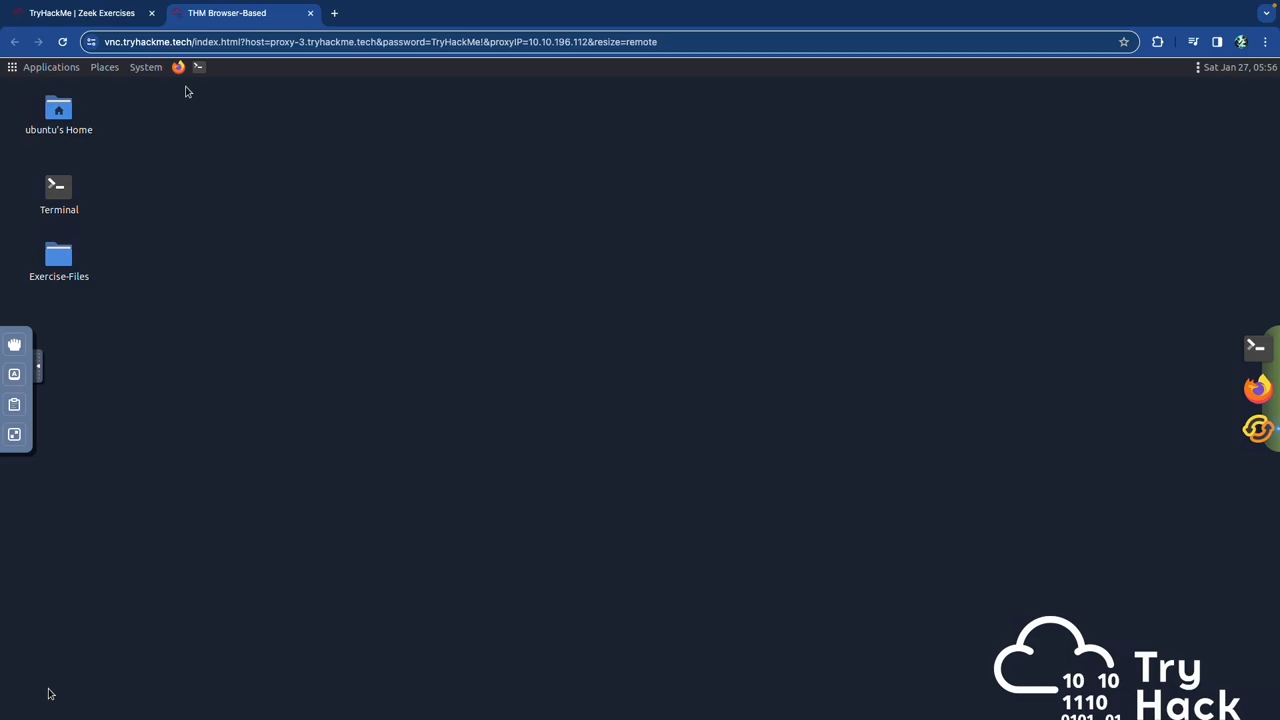 TryHackMe | Zeek Exercises
THM Browser-Based
vnc.tryhackme.tech/index.html?host=proxy-3.tryhackme.tech&password=TryHackMe!&proxyIP=10.10.196.112&resize=remote
Applications Places System
Sat Jan 27, 05:56
ubuntu's Home
Terminal
Exercise-Files
A
Try
Hack
10 10
1110
0101 01